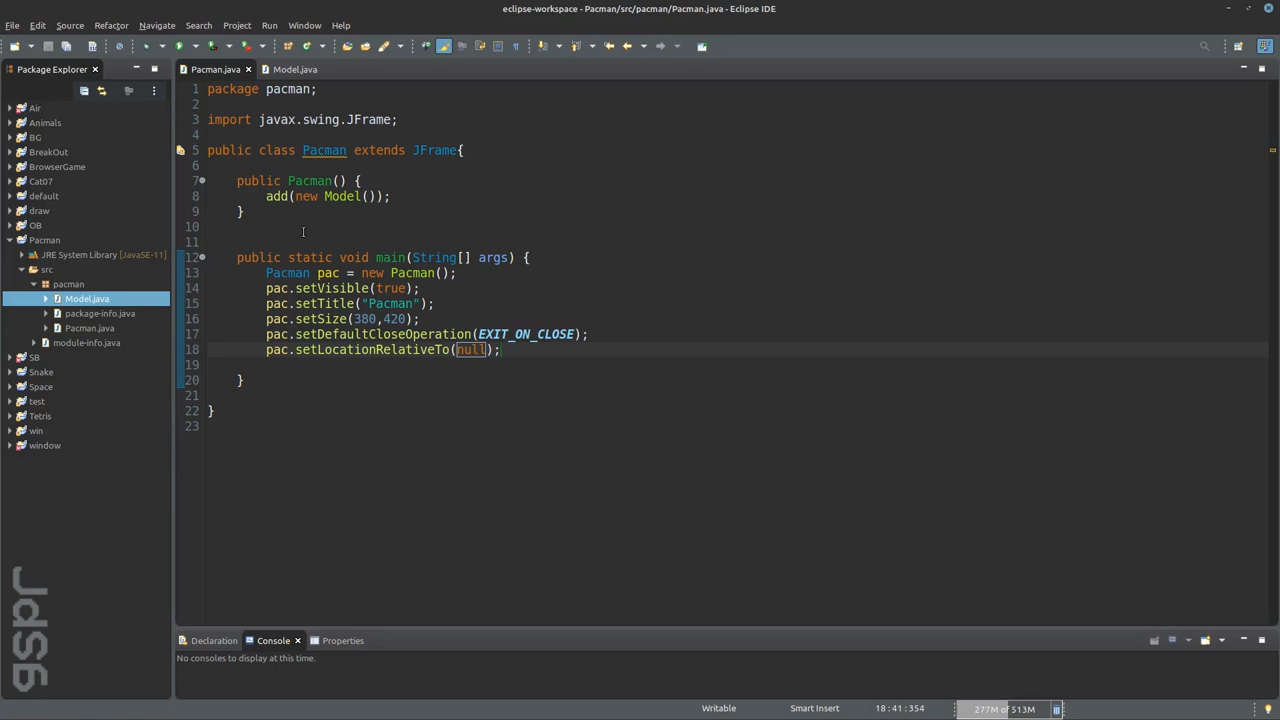 eclipse-workspace - Pacman/src/pacman/Pacman.java - Eclipse IDE
File Edit Source Refactor Navigate Search Project Run Window Help
Package Explorer
Pacman.java
Model.java
Air
Animals
BG
BreakOut
BrowserGame
Cat07
default
draw
OB
Pacman
JRE System Library [JavaSE-11]
src
pacman
Model.java
package-info.java
Pacman.java
module-info.java
SB
Snake
Space
test
Tetris
win
window
1 package pacman;
2
3 import javax.swing.JFrame;
4
5 public class Pacman extends JFrame{
6
7 public Pacman() {
8 add(new Model());
9 }
10
11
12 public static void main(String[] args) {
13 Pacman pac = new Pacman();
14 pac.setVisible(true);
15 pac.setTitle("Pacman");
16 pac.setSize(380,420);
17 pac.setDefaultCloseOperation(EXIT_ON_CLOSE);
18 pac.setLocationRelativeTo(null);
19
20 }
21
22 }
23
Declaration Console Properties
No consoles to display at this time.
Writable Smart Insert 18:41:354 277M of 513M